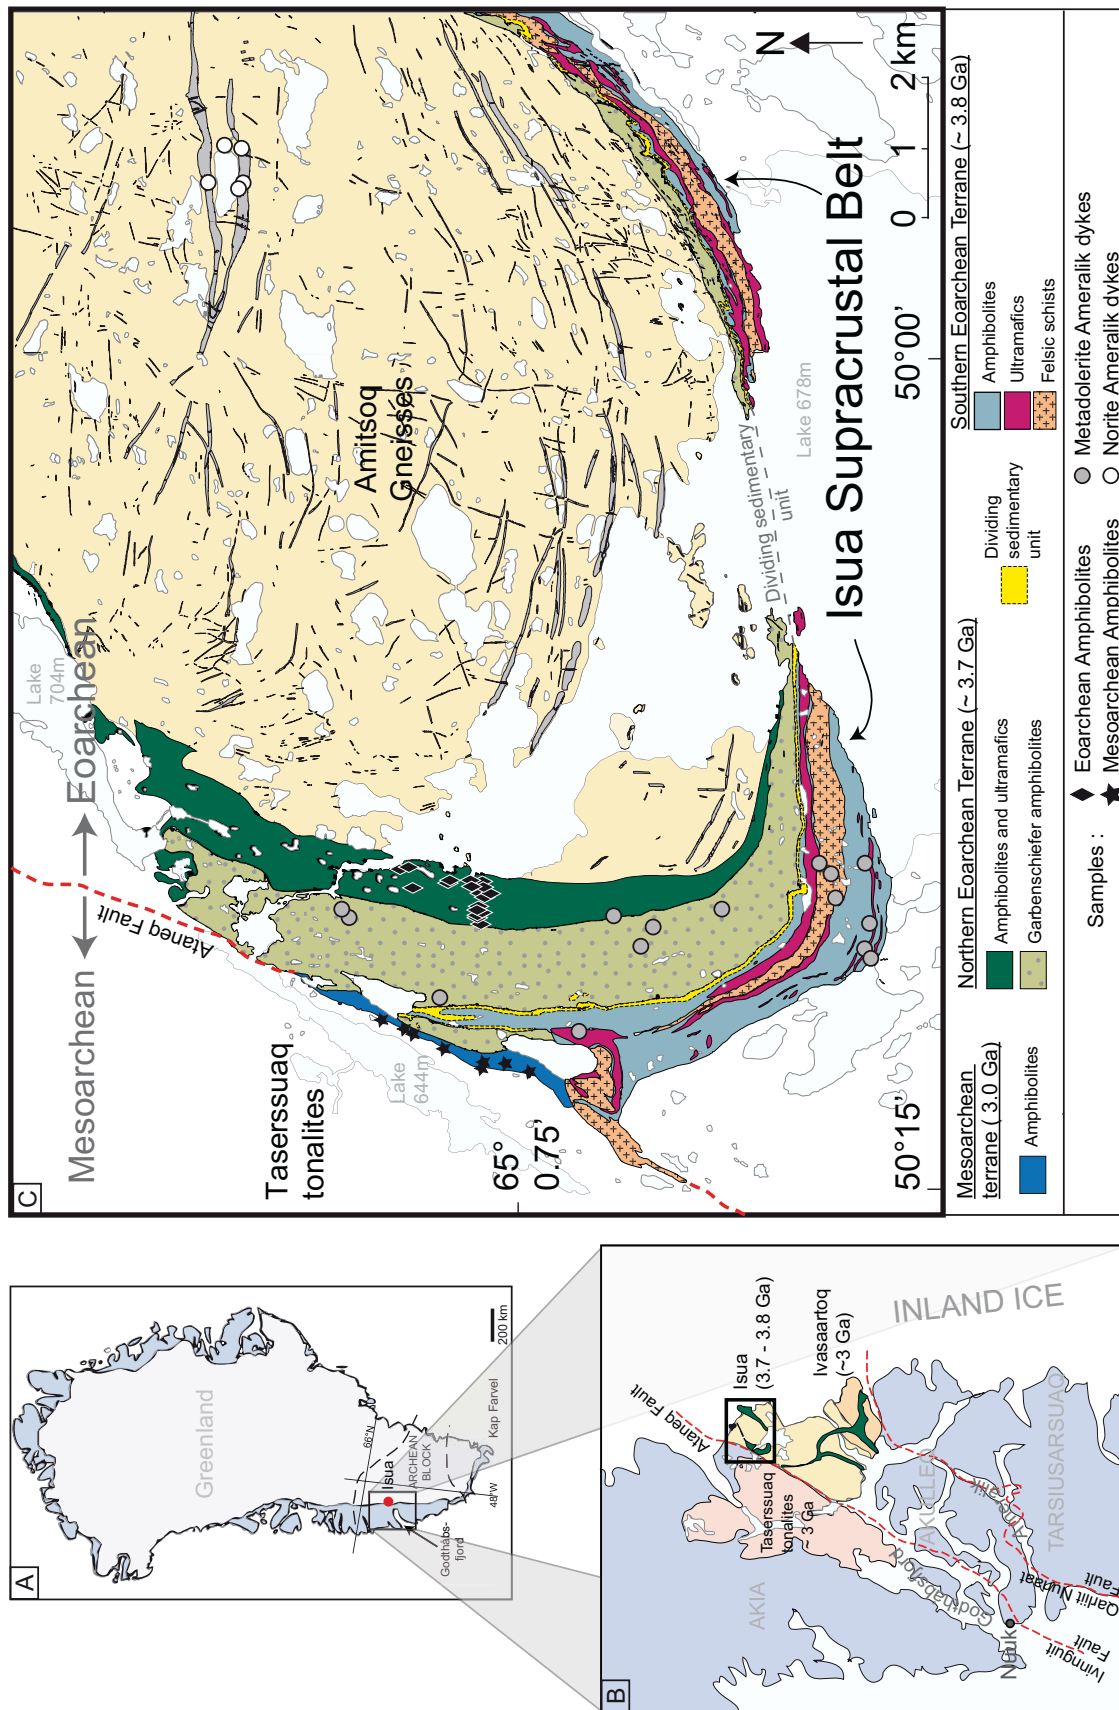 A
Greenland
66°N
Isua
ARCHEAN
BLOCK
Godthåbs-
fjord
48°W
Kap Farvel
200 km
B
AKIA
Ataneq Fault
Isua
(3.7 - 3.8 Ga)
Taserssuaq
tonalites
~ 3 Ga
Ivasaartoq
(~3 Ga)
INLAND ICE
Godthabsfjord
AKULLEQ
Ameralik
TARSIUSARSUAQ
Nuuk
Ivinnguit
Fault
Qarliit Nunaat
Fault
C
Mesoarchean
Eoarchean
Lake
704m
Ataneq Fault
Taserssuaq
tonalites
Lake
644m
Amitsoq
Gneisses
65°
0.75'
Dividing sedimentary
unit
Lake 678m
Isua Supracrustal Belt
N
0 1 2km
50°15'
50°00'
Mesoarchean
terrane ( 3.0 Ga)
Amphibolites
Northern Eoarchean Terrane (~ 3.7 Ga)
Amphibolites and ultramafics
Garbenschiefer amphibolites
Dividing
sedimentary
unit
Southern Eoarchean Terrane (~ 3.8 Ga)
Amphibolites
Ultramafics
Felsic schists
Samples :
Eoarchean Amphibolites
Mesoarchean Amphibolites
Metadolerite Ameralik dykes
Norite Ameralik dykes